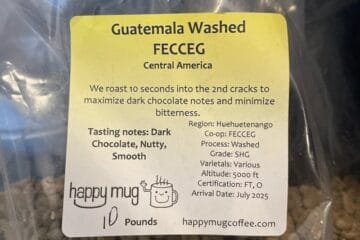 Guatemala Washed
FECCEG
Central America
We roast 10 seconds into the 2nd cracks to
maximize dark chocolate notes and minimize
bitterness.
Tasting notes: Dark
Chocolate, Nutty,
Smooth
Region: Huehuetenango
Co-op: FECCEG
Process: Washed
Grade: SHG
Varietals: Various
Altitude: 5000 ft
Certification: FT, O
Arrival Date: July 2025
happy mug
10 Pounds
happymugcoffee.com